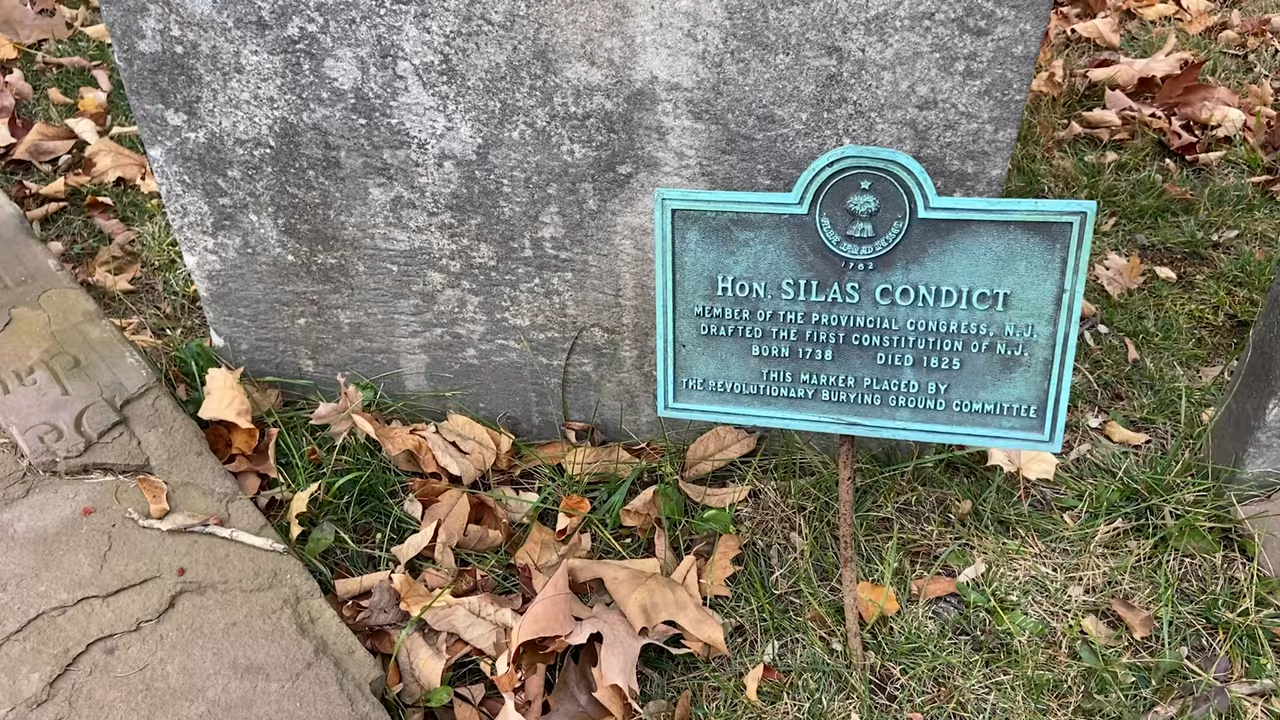 1762
HON. SILAS CONDICT
MEMBER OF THE PROVINCIAL CONGRESS, N.J.
DRAFTED THE FIRST CONSTITUTION OF N.J.
BORN 1738 DIED 1825
THIS MARKER PLACED BY
THE REVOLUTIONARY BURYING GROUND COMMITTEE